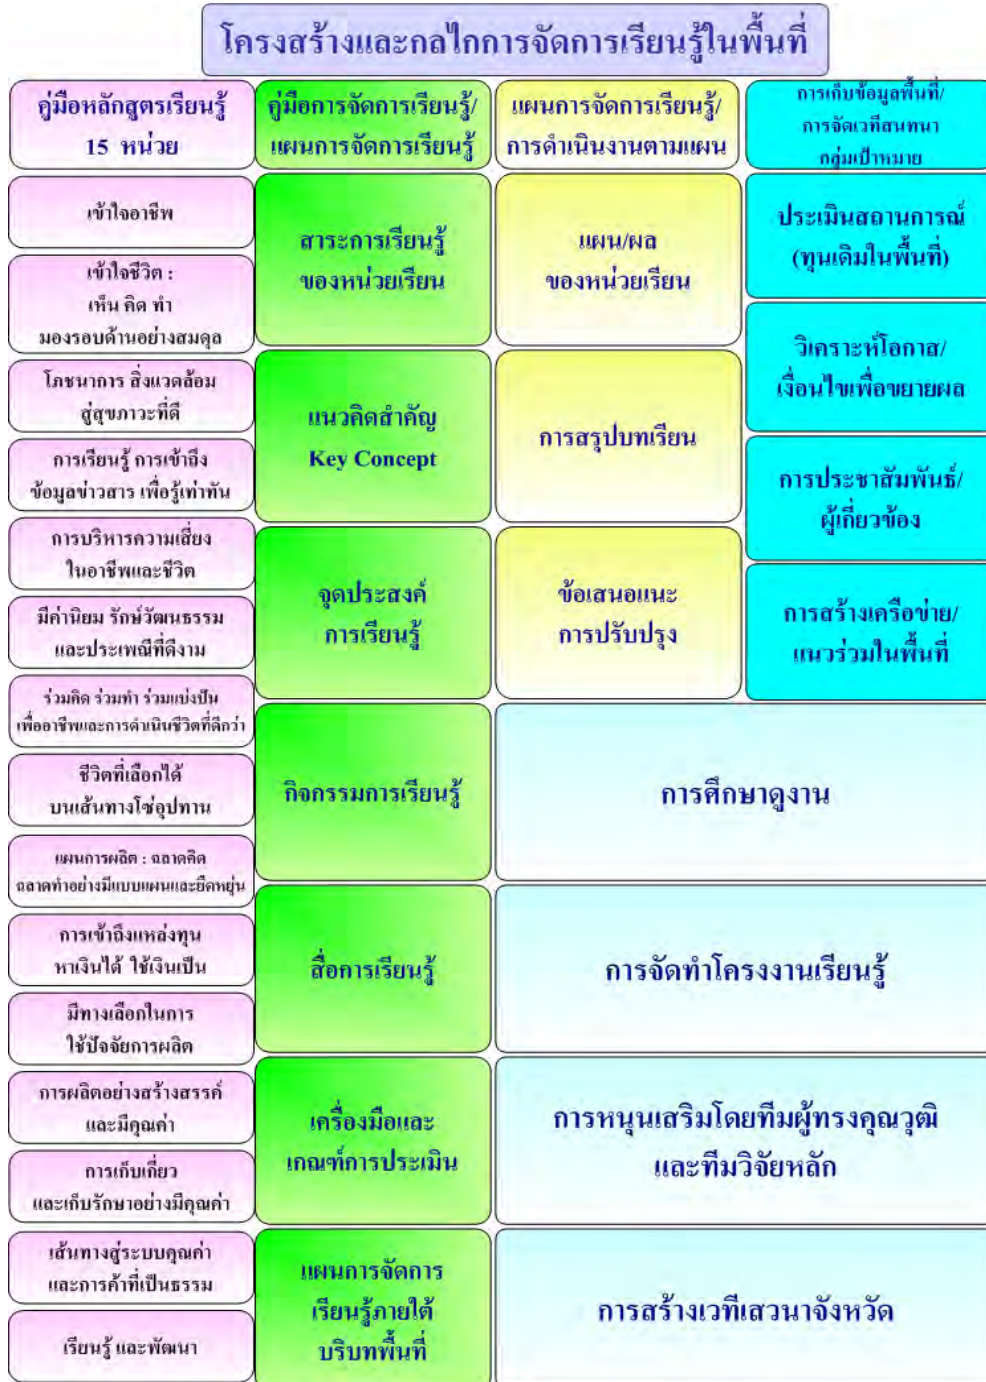 โครงสร้างและกลไกการจัดการเรียนรู้ในพื้นที่
คู่มือหลักสูตรเรียนรู้
15 หน่วย
เข้าใจอาชีพ
เข้าใจชีวิต :
เห็น คิด ทำ
มองรอบด้านอย่างสมดุล
โภชนาการ สิ่งแวดล้อม
สู่สุขภาวะที่ดี
การเรียนรู้ การเข้าถึง
ข้อมูลข่าวสาร เพื่อรู้เท่าทัน
การบริหารความเสี่ยง
ในอาชีพและชีวิต
มีค่านิยม รักษ์วัฒนธรรม
และประเพณีที่ดีงาม
ร่วมคิด ร่วมทำ ร่วมแบ่งปัน
เพื่ออาชีพและการดำเนินชีวิตที่ดีกว่า
ชีวิตที่เลือกได้
บนเส้นทางโซ่อุปทาน
แผนการผลิต : ฉลาดคิด
ฉลาดทำอย่างมีแบบแผนและยืดหยุ่น
การเข้าถึงแหล่งทุน
หาเงินได้ ใช้เงินเป็น
มีทางเลือกในการ
ใช้ปัจจัยการผลิต
การผลิตอย่างสร้างสรรค์
และมีคุณค่า
การเก็บเกี่ยว
และเก็บรักษาอย่างมีคุณค่า
เส้นทางสู่ระบบคุณค่า
และการค้าที่เป็นธรรม
เรียนรู้ และพัฒนา
คู่มือการจัดการเรียนรู้/
แผนการจัดการเรียนรู้
สาระการเรียนรู้
ของหน่วยเรียน
แนวคิดสำคัญ
Key Concept
จุดประสงค์
การเรียนรู้
กิจกรรมการเรียนรู้
สื่อการเรียนรู้
เครื่องมือและ
เกณฑ์การประเมิน
แผนการจัดการ
เรียนรู้ภายใต้
บริบทพื้นที่
แผนการจัดการเรียนรู้/
การดำเนินงานตามแผน
แผน/ผล
ของหน่วยเรียน
การสรุปบทเรียน
ข้อเสนอแนะ
การปรับปรุง
การเก็บข้อมูลพื้นที่/
การจัดเวทีสนทนา
กลุ่มเป้าหมาย
ประเมินสถานการณ์
(ทุนเดิมในพื้นที่)
วิเคราะห์โอกาส/
เงื่อนไขเพื่อขยายผล
การประชาสัมพันธ์/
ผู้เกี่ยวข้อง
การสร้างเครือข่าย/
แนวร่วมในพื้นที่
การศึกษาดูงาน
การจัดทำโครงงานเรียนรู้
การหนุนเสริมโดยทีมผู้ทรงคุณวุฒิ
และทีมวิจัยหลัก
การสร้างเวทีเสวนาจังหวัด